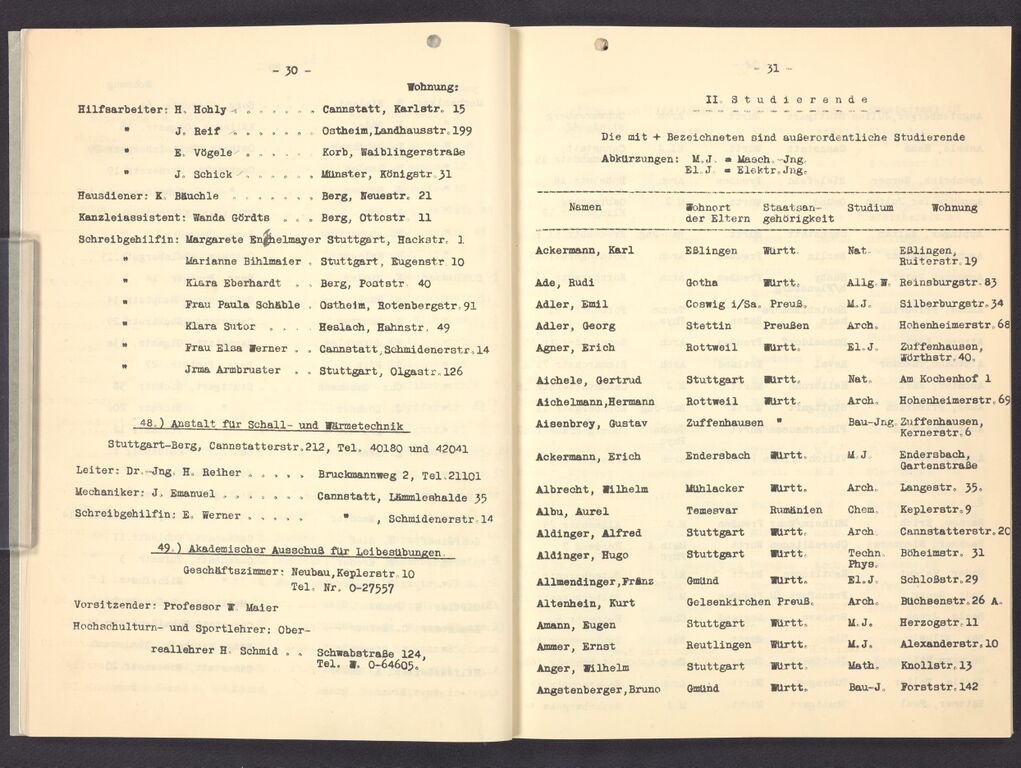 - 30 -
Wohnung:
Hilfsarbeiter: H. Hohly . . . . . . Cannstatt, Karlstr. 15
" J. Reif . . . . . . Ostheim, Landhausstr. 199
" E. Vögele . . . . . . Korb, Waiblingerstraße
" J. Schick . . . . . . Münster, Königstr. 31
Hausdiener: K. Bäuchle . . . . . Berg, Neuestr. 21
Kanzleiassistent: Wanda Gördts . . . Berg, Ottostr. 11
Schreibgehilfin: Margarete Enghelmayer Stuttgart, Hackstr. 1
" Marianne Bihlmaier . Stuttgart, Eugenstr. 10
" Klara Eberhardt . . Berg, Poststr. 40
" Frau Paula Schäble . Ostheim, Rotenbergstr. 91
" Klara Sutor . . . . Heslach, Hahnstr. 49
" Frau Elsa Werner . . Cannstatt, Schmidenerstr. 14
" Jrma Armbruster . . Stuttgart, Olgastr. 126
48.) Anstalt für Schall- und Wärmetechnik
Stuttgart-Berg, Cannstatterstr. 212, Tel. 40180 und 42041
Leiter: Dr.-Jng. H. Reiher . . . . . Bruckmannweg 2, Tel. 21101
Mechaniker: J. Emanuel . . . . . . Cannstatt, Lämmleshalde 35
Schreibgehilfin: E. Werner . . . . . " , Schmidenerstr. 14
49.) Akademischer Ausschuß für Leibesübungen.
Geschäftszimmer: Neubau, Keplerstr. 10
Tel. Nr. 0-27557
Vorsitzender: Professor W. Maier
Hochschulturn- und Sportlehrer: Ober-
reallehrer H. Schmid . . Schwabstraße 124,
Tel. W. 0-64605.
- 31 -
II. Studierende
Die mit + Bezeichneten sind außerordentliche Studierende
Abkürzungen: M.J. = Masch.-Jng.
El.J. = Elektr.Jng.
Namen Wohnort Staatsan- Studium Wohnung
der Eltern gehörigkeit
Ackermann, Karl Eßlingen Württ. Nat. Eßlingen,
Ruiterstr. 19
Ade, Rudi Gotha Württ. Allg. W. Reinsburgstr. 83
Adler, Emil Coswig i/Sa. Preuß. M.J. Silberburgstr. 34
Adler, Georg Stettin Preußen Arch. Hohenheimerstr. 68
Agner, Erich Rottweil Württ. El.J. Zuffenhausen,
Wörthstr. 40.
Aichele, Gertrud Stuttgart Württ. Nat. Am Kochenhof 1
Aichelmann, Hermann Rottweil Württ. Arch. Hohenheimerstr. 69
Aisenbrey, Gustav Zuffenhausen " Bau-Jng. Zuffenhausen,
Kernerstr. 6
Ackermann, Erich Endersbach Württ. M.J. Endersbach,
Gartenstraße
Albrecht, Wilhelm Mühlacker Württ. Arch. Langestr. 35.
Albu, Aurel Temesvar Rumänien Chem. Keplerstr. 9
Aldinger, Alfred Stuttgart Württ. Arch. Cannstatterstr. 20
Aldinger, Hugo Stuttgart Württ. Techn. Böheimstr. 31
Phys.
Allmendinger, Franz Gmünd Württ. El.J. Schloßstr. 29
Altenhein, Kurt Gelsenkirchen Preuß. Arch. Büchsenstr. 26 A.
Amann, Eugen Stuttgart Württ. M.J. Herzogstr. 11
Ammer, Ernst Reutlingen Württ. M.J. Alexanderstr. 10
Anger, Wilhelm Stuttgart Württ. Math. Knollstr. 13
Angstenberger, Bruno Gmünd Württ. Bau-J. Forststr. 142